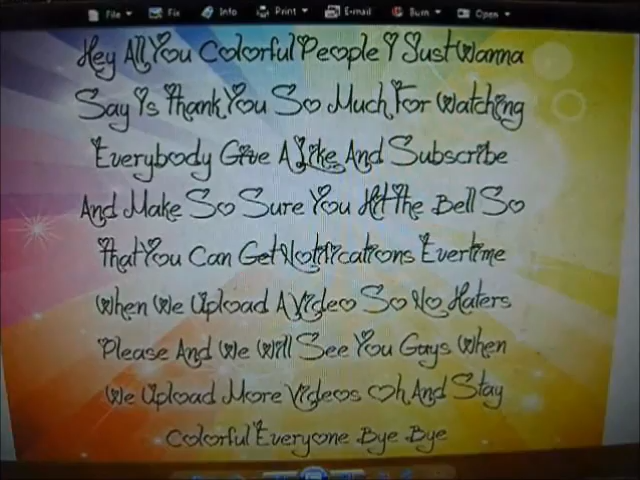 File Fix Info Print E-mail Burn Open
Hey All You Colorful People I Just Wanna
Say Is Thank You So Much For Watching
Everybody Give A Like And Subscribe
And Make So Sure You Hit The Bell So
That You Can Get Notifications Evertime
When We Upload A Video So No Haters
Please And We Will See You Guys When
We Upload More Videos Oh And Stay
Colorful Everyone Bye Bye